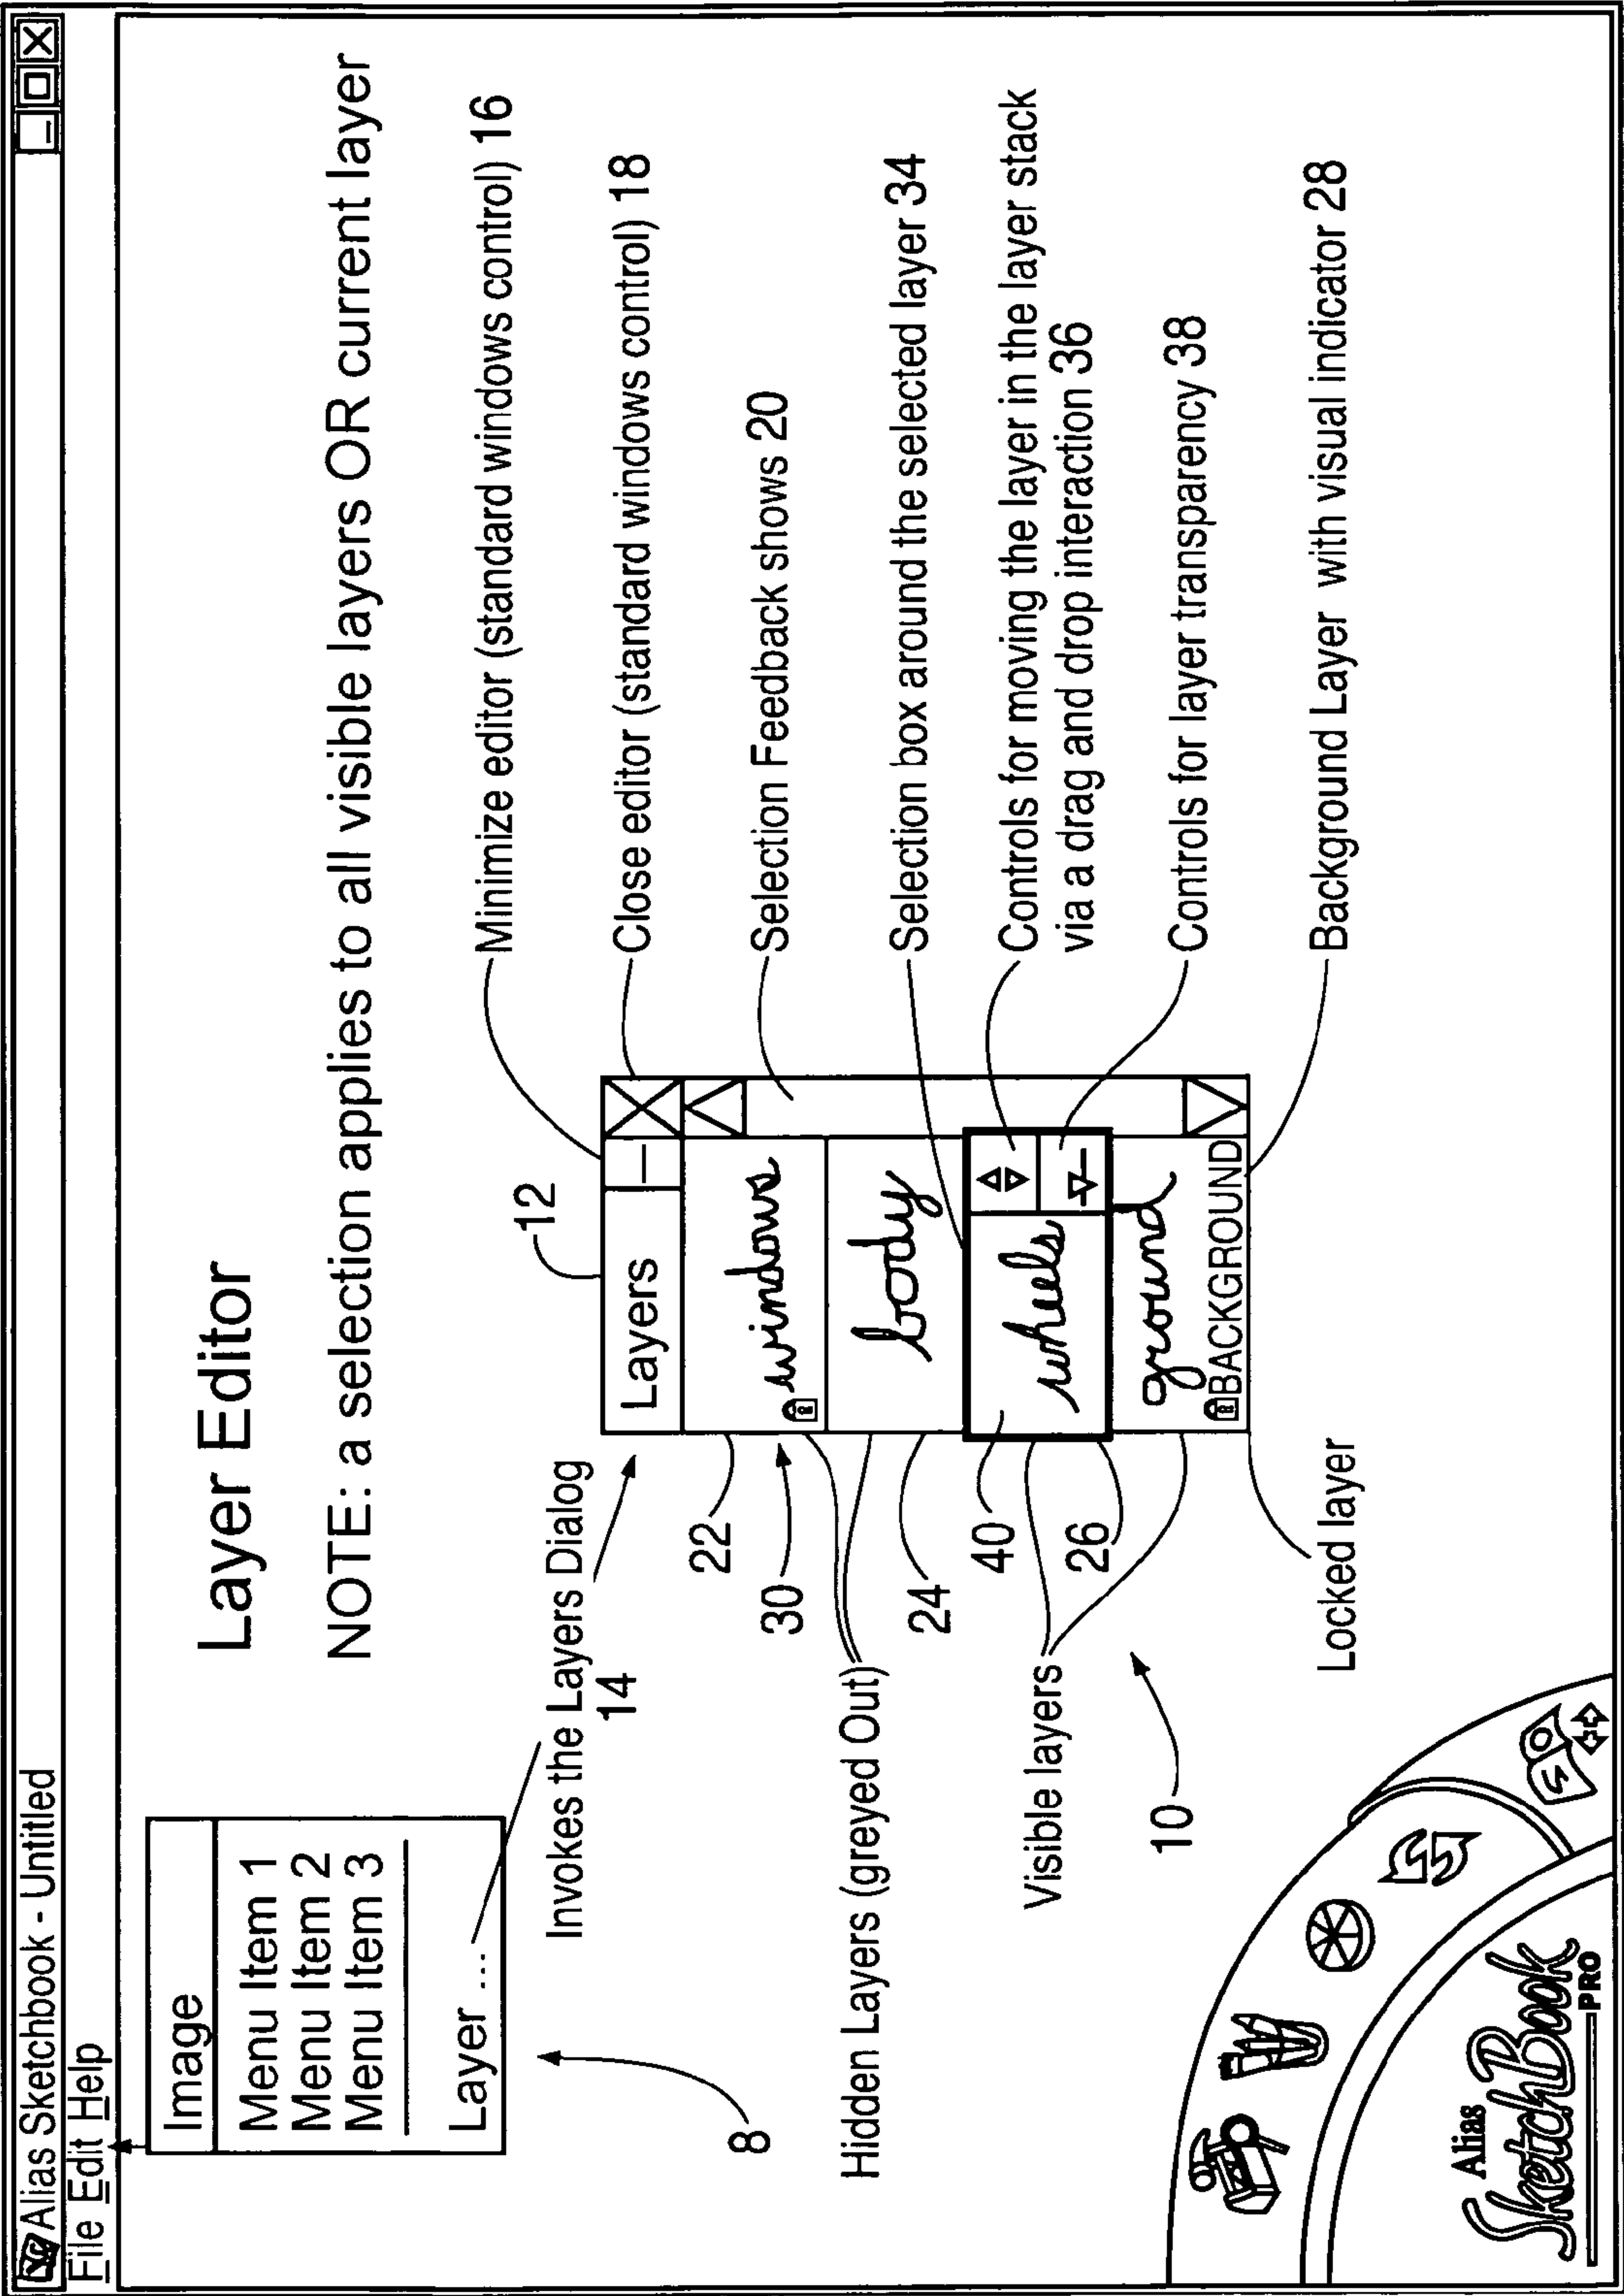 Alias Sketchbook - Untitled
File Edit Help
Image
Menu Item 1
Menu Item 2
Menu Item 3
Layer ...
8
Layer Editor
NOTE: a selection applies to all visible layers OR current layer
Invokes the Layers Dialog
14
12
Layers
Minimize editor (standard windows control) 16
Close editor (standard windows control) 18
22
windows
Selection Feedback shows 20
30
Hidden Layers (greyed Out)
24
body
Selection box around the selected layer 34
40
wheels
Controls for moving the layer in the layer stack
via a drag and drop interaction 36
26
Visible layers
Controls for layer transparency 38
10
ground
BACKGROUND
Background Layer with visual indicator 28
Locked layer
Alias
SketchBook
PRO